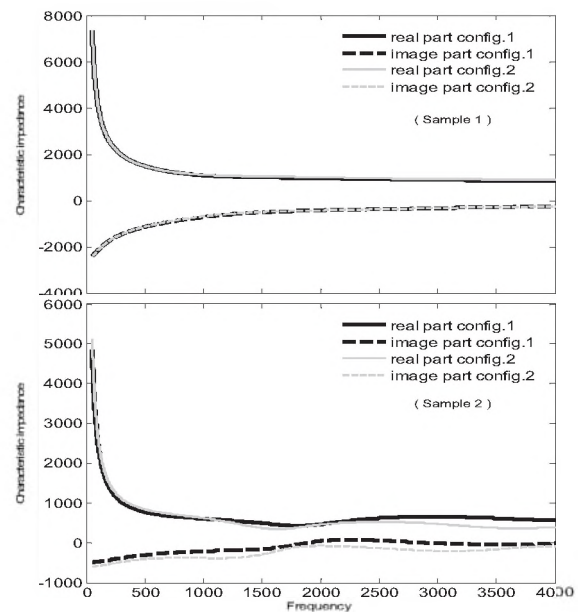 8000
6000
4000
2000
0
-2000
-4000
Characteristic impedance
real part config.1
image part config.1
real part config.2
image part config.2
( Sample 1 )
6000
5000
4000
3000
2000
1000
0
-1000
Characteristic impedance
real part config.1
image part config.1
real part config.2
image part config.2
( Sample 2 )
0 500 1000 1500 2000 2500 3000 3500 4000
Frequency